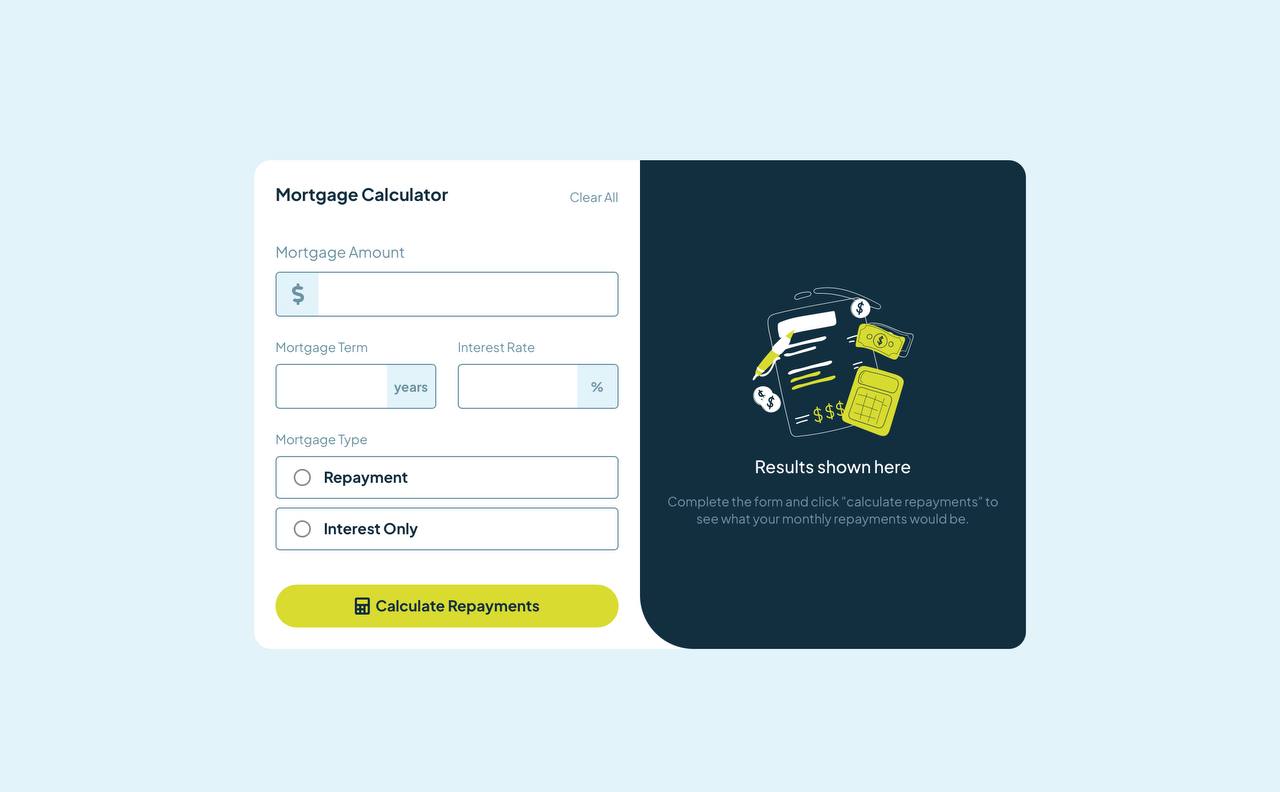 Mortgage Calculator
Clear All
Mortgage Amount
$
Mortgage Term
Interest Rate
years
%
Mortgage Type
Repayment
Interest Only
Calculate Repayments
$
$
$
$
$$$
Results shown here
Complete the form and click "calculate repayments" to
see what your monthly repayments would be.